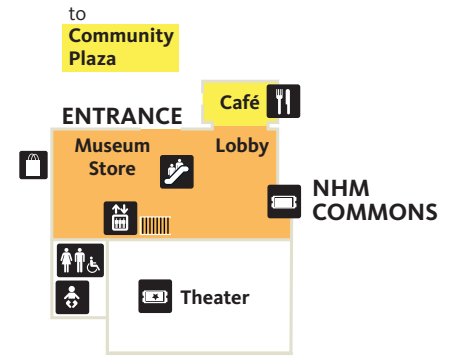 to
Community
Plaza
Café
ENTRANCE
Museum
Store
Lobby
NHM
COMMONS
Theater